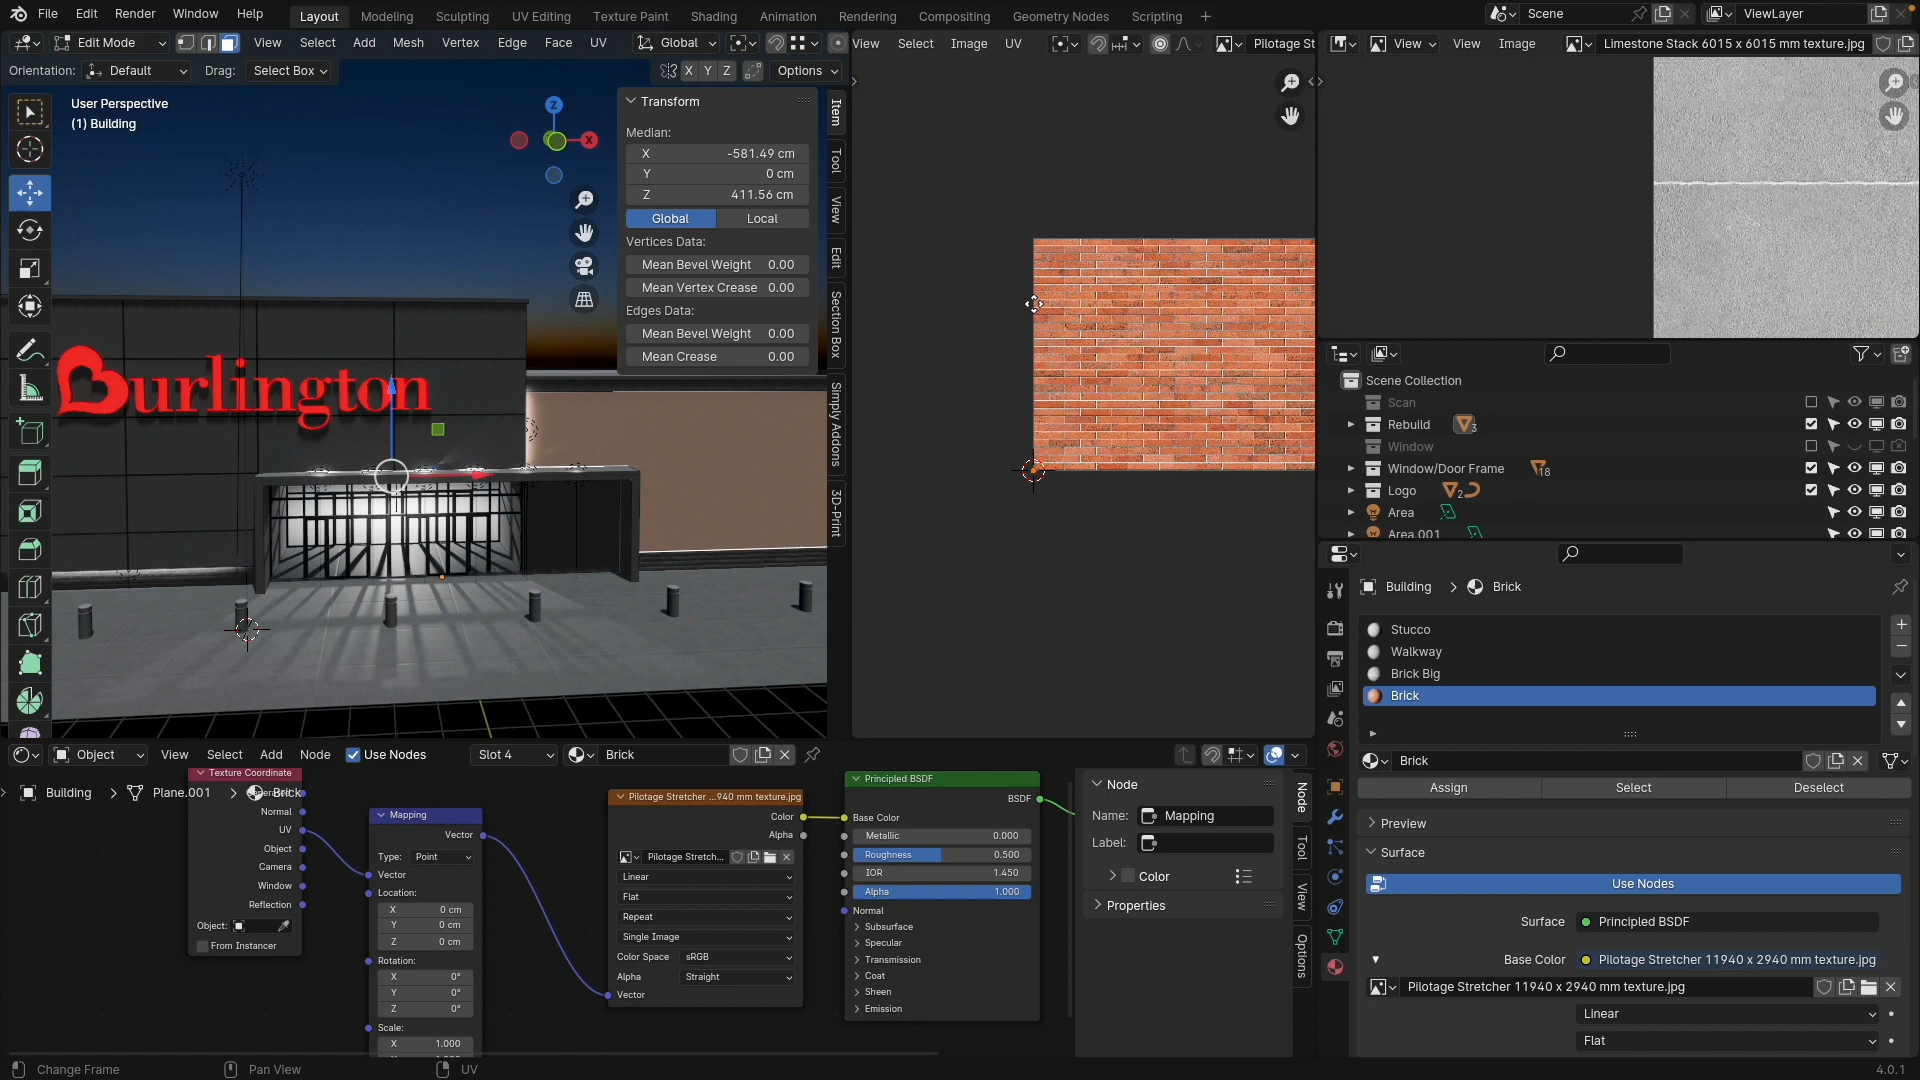 File Edit Render Window Help Layout Modeling Sculpting UV Editing Texture Paint Shading Animation Rendering Compositing Geometry Nodes Scripting + Scene ViewLayer
Edit Mode View Select Add Mesh Vertex Edge Face UV Global
View Select Image UV Pilotage St
View View Image Limestone Stack 6015 x 6015 mm texture.jpg
Orientation: Default Drag: Select Box X Y Z Options
User Perspective
(1) Building
Z
X
Transform
Median:
X -581.49 cm
Y 0 cm
Z 411.56 cm
Global Local
Vertices Data:
Mean Bevel Weight 0.00
Mean Vertex Crease 0.00
Edges Data:
Mean Bevel Weight 0.00
Mean Crease 0.00
Item
Tool
View
Edit
Section Box
Simply Addons
3D-Print
Burlington
Scene Collection
Scan
Rebuild 3
Window
Window/Door Frame 18
Logo 2
Area
Area.001
Building > Brick
Stucco
Walkway
Brick Big
Brick
Brick
Assign Select Deselect
Preview
Surface
Use Nodes
Surface Principled BSDF
Base Color Pilotage Stretcher 11940 x 2940 mm texture.jpg
Pilotage Stretcher 11940 x 2940 mm texture.jpg
Linear
Flat
Object View Select Add Node Use Nodes Slot 4 Brick
Building > Plane.001 > Brick
Texture Coordinate
Normal
UV
Object
Camera
Window
Reflection
Object:
From Instancer
Mapping
Vector
Type: Point
Vector
Location:
X 0 cm
Y 0 cm
Z 0 cm
Rotation:
X 0°
Y 0°
Z 0°
Scale:
X 1.000
Pilotage Stretcher ...940 mm texture.jpg
Color
Alpha
Pilotage Stretch...
Linear
Flat
Repeat
Single Image
Color Space sRGB
Alpha Straight
Vector
Principled BSDF
BSDF
Base Color
Metallic 0.000
Roughness 0.500
IOR 1.450
Alpha 1.000
Normal
Subsurface
Specular
Transmission
Coat
Sheen
Emission
Node
Name: Mapping
Label:
Color
Properties
Node
Tool
View
Options
Change Frame Pan View UV 4.0.1